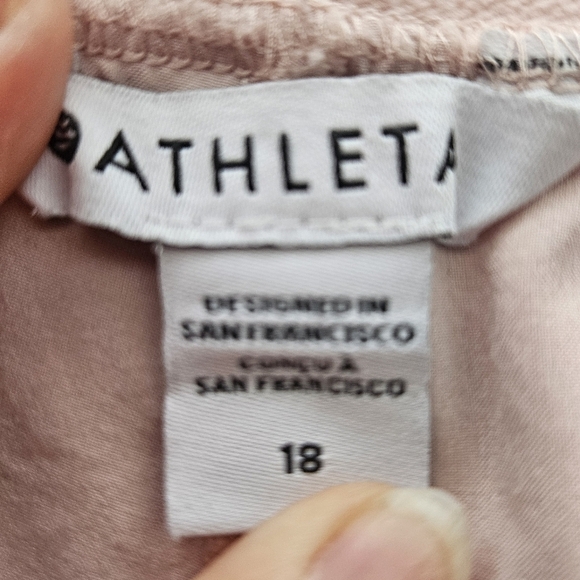 ATHLETA
DESIGNED IN
SAN FRANCISCO
CONÇU À
SAN FRANCISCO
18